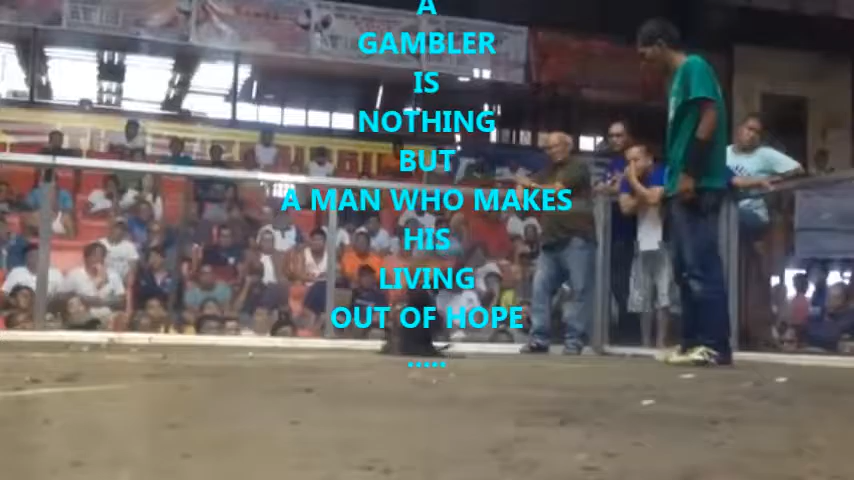 A
GAMBLER
IS
NOTHING
BUT
A MAN WHO MAKES
HIS
LIVING
OUT OF HOPE
.....